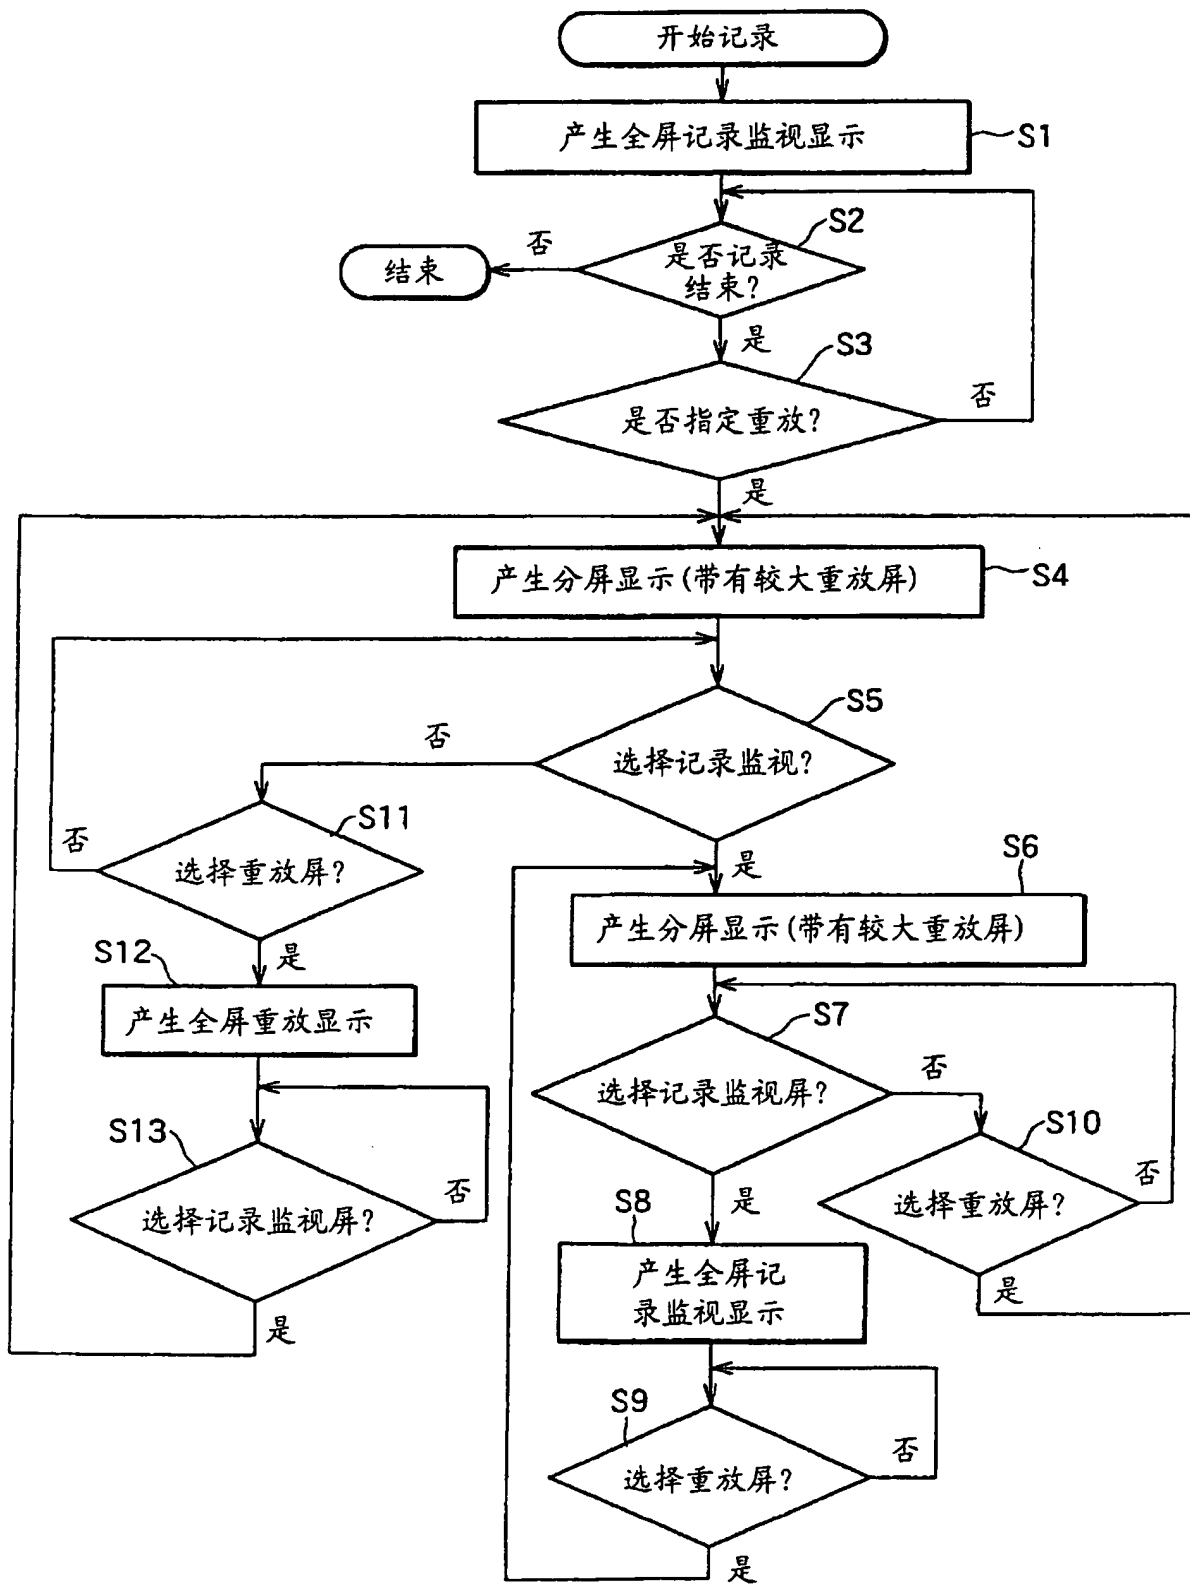 开始记录
产生全屏记录监视显示
S1
S2
否
是否记录
结束?
结束
是
S3
是否指定重放?
否
是
产生分屏显示(带有较大重放屏)
S4
S5
否
选择记录监视?
S11
否
选择重放屏?
是
S6
产生分屏显示(带有较大重放屏)
S12
是
产生全屏重放显示
S7
选择记录监视屏?
否
S13
选择记录监视屏?
否
S10
选择重放屏?
否
是
S8
产生全屏记
录监视显示
是
是
S9
选择重放屏?
否
是